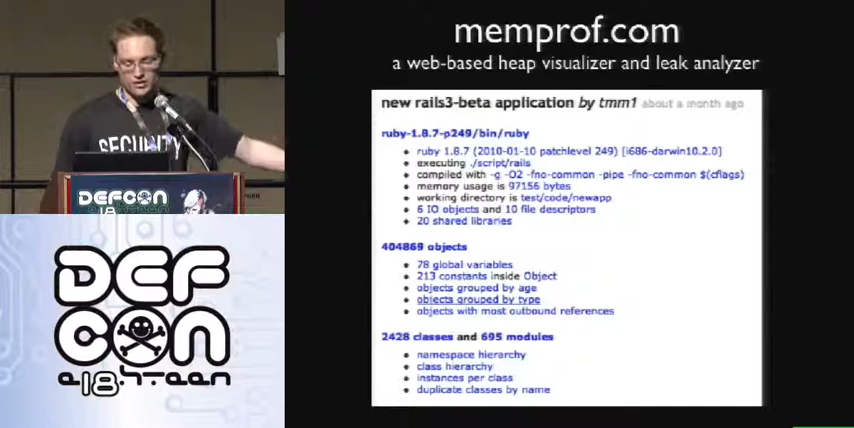 memprof.com
a web-based heap visualizer and leak analyzer
new rails3-beta application by tmm1 about a month ago
ruby-1.8.7-p249/bin/ruby
ruby 1.8.7 (2010-01-10 patchlevel 249) [i686-darwin10.2.0]
executing ./script/rails
compiled with -g -O2 -fno-common -pipe -fno-common $(cflags)
memory usage is 97156 bytes
working directory is test/code/newapp
6 IO objects and 10 file descriptors
20 shared libraries
404869 objects
78 global variables
213 constants inside Object
objects grouped by age
objects grouped by type
objects with most outbound references
2428 classes and 695 modules
namespace hierarchy
class hierarchy
instances per class
duplicate classes by name
SECURITY
DEFCON
18
DEF
CON
e18.hteen